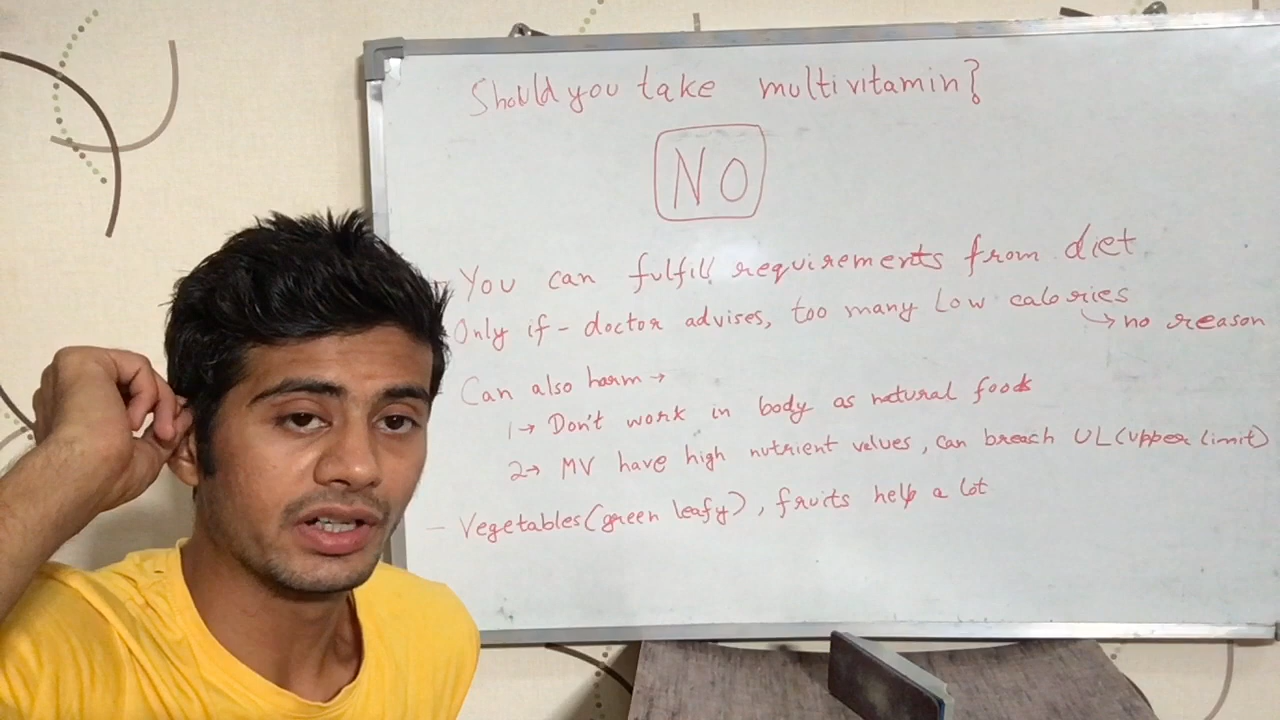 Should you take multivitamin?
NO
- You can fulfill requirements from diet
Only if - doctor advises, too many low calories
↳ no reason
Can also harm →
1→ Don't work in body as natural foods
2→ MV have high nutrient values, can breach UL (upper limit)
- Vegetables (green leafy), fruits help a lot